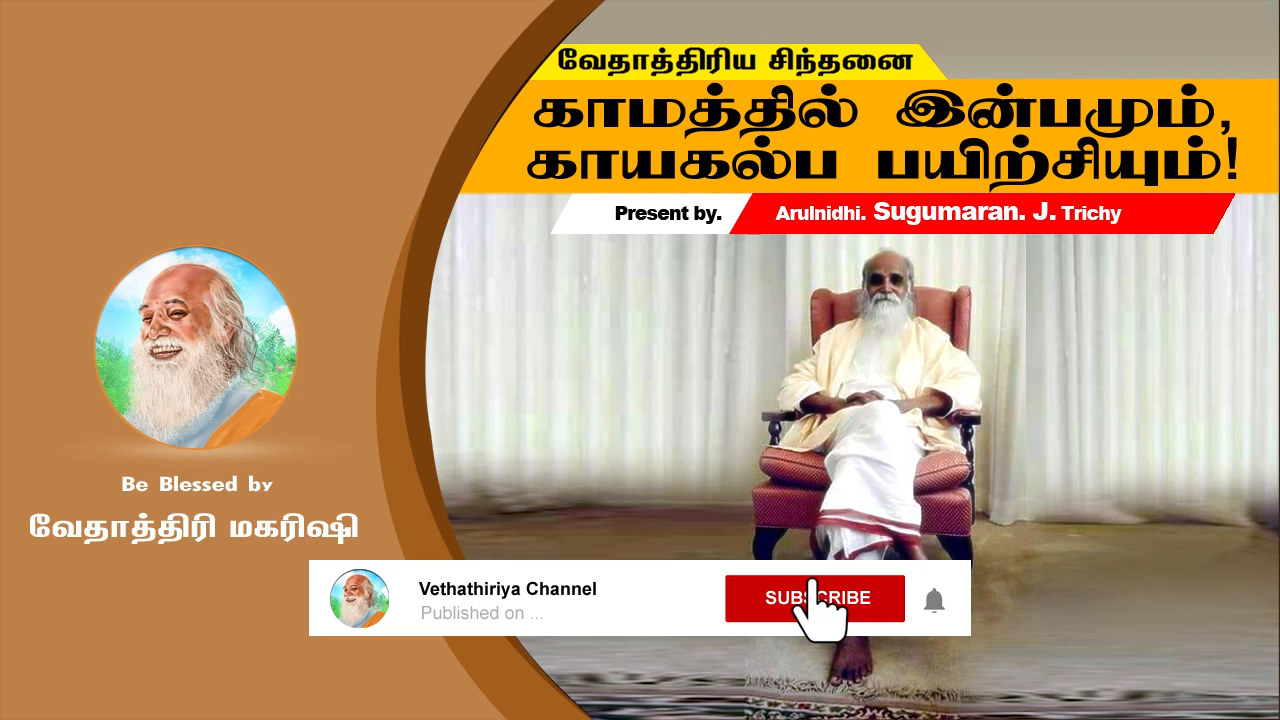 வேதாத்திரிய சிந்தனை
காமத்தில் இன்பமும்,
காயகல்ப பயிற்சியும்!
Present by. Arulnidhi. Sugumaran. J. Trichy
Be Blessed by
வேதாத்திரி மகரிஷி
Vethathiriya Channel
Published on ...
SUBSCRIBE